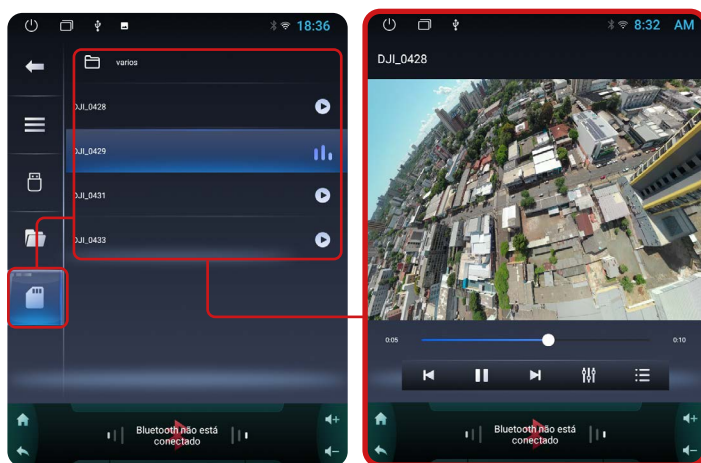 18:36
varios
DJI_0428
DJI_0429
DJI_0431
DJI_0433
Bluetooth não está
conectado
8:32 AM
DJI_0428
0:05
0:10
Bluetooth não está
conectado